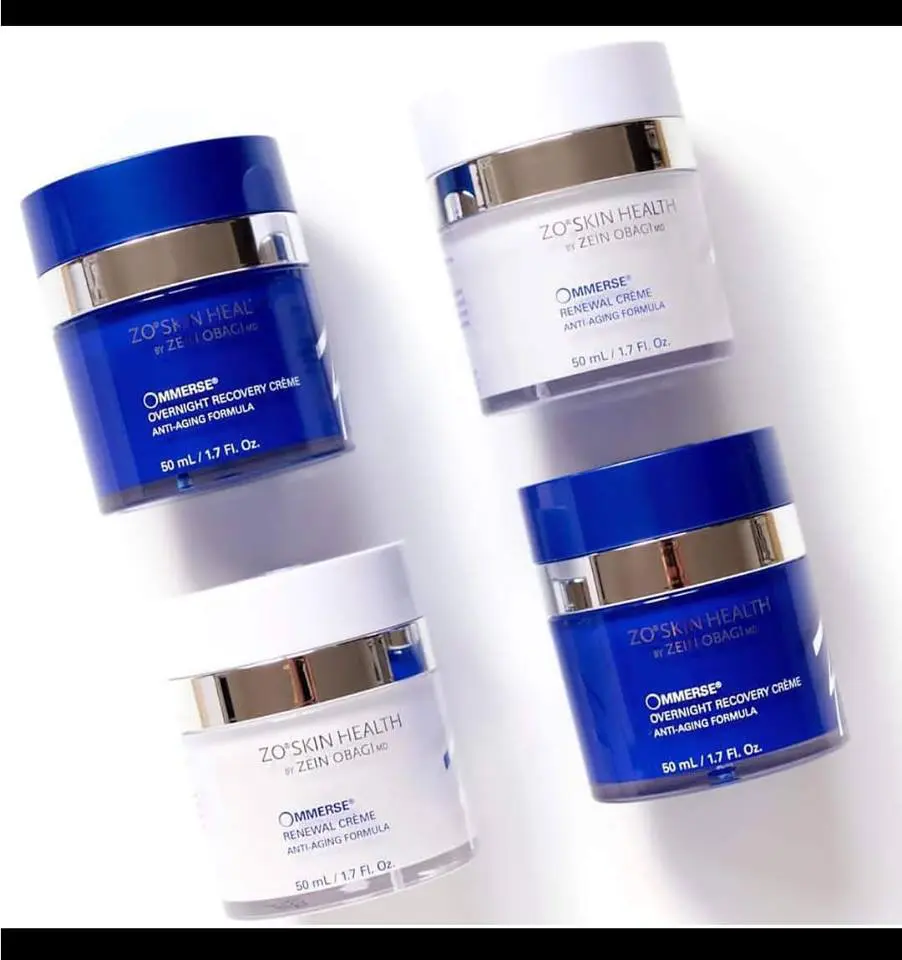 ZO® SKIN HEAL
BY ZEIN OBAGI MD
OMMERSE®
OVERNIGHT RECOVERY CRÈME
ANTI-AGING FORMULA
50 mL / 1.7 Fl. Oz.
ZO® SKIN HEALTH
BY ZEIN OBAGI MD
OMMERSE®
RENEWAL CRÈME
ANTI-AGING FORMULA
50 mL / 1.7 Fl. Oz.
ZO® SKIN HEALTH
BY ZEIN OBAGI MD
OMMERSE®
RENEWAL CRÈME
ANTI-AGING FORMULA
50 mL / 1.7 Fl. Oz.
ZO® SKIN HEALTH
BY ZEIN OBAGI MD
OMMERSE®
OVERNIGHT RECOVERY CRÈME
ANTI-AGING FORMULA
50 mL / 1.7 Fl. Oz.